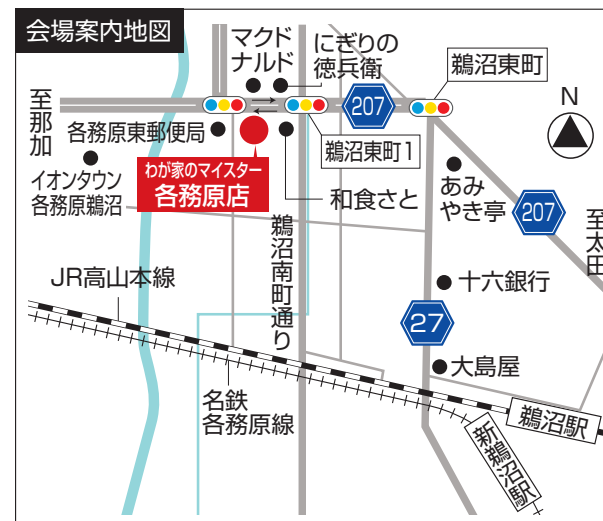 会場案内地図
マクド
ナルド
にぎりの
徳兵衛
鵜沼東町
至那加
207
N
各務原東郵便局
鵜沼東町1
わが家のマイスター
各務原店
イオンタウン
各務原鵜沼
和食さと
あみ
やき亭
207
至太田
鵜沼南町通り
JR高山本線
十六銀行
27
大島屋
名鉄
各務原線
鵜沼駅
新鵜沼駅